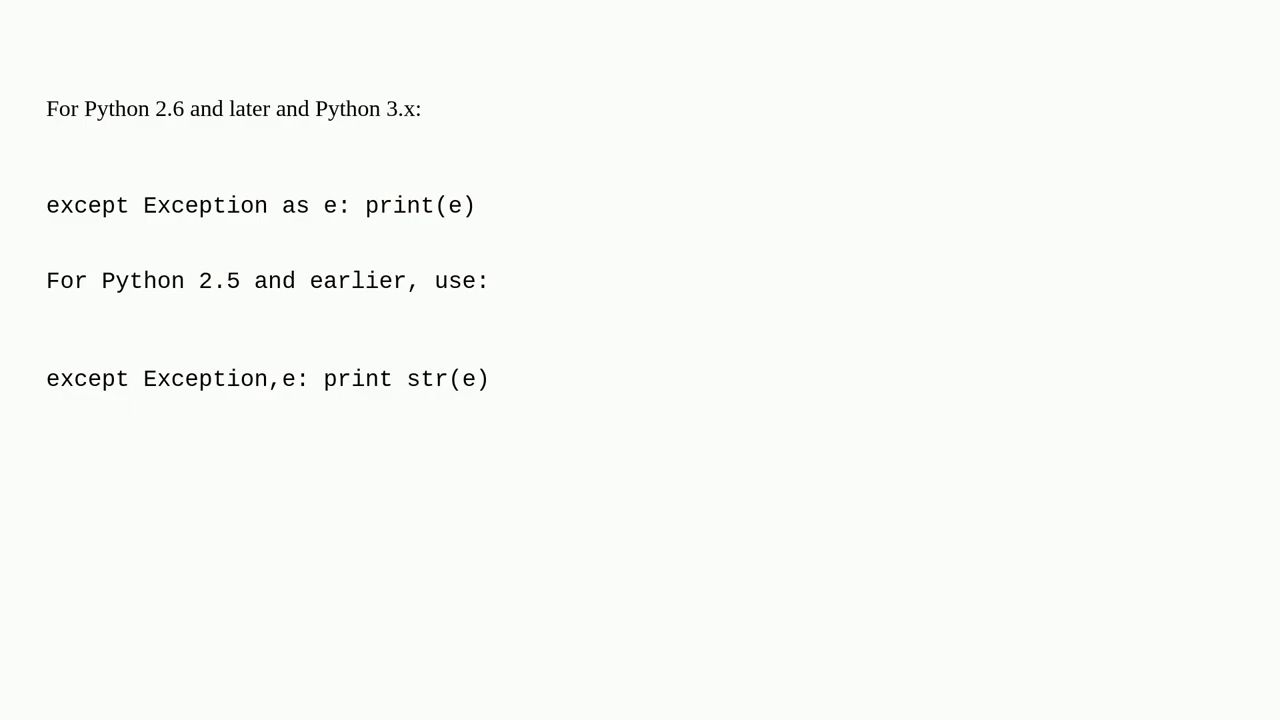 For Python 2.6 and later and Python 3.x:
except Exception as e: print(e)
For Python 2.5 and earlier, use:
except Exception,e: print str(e)